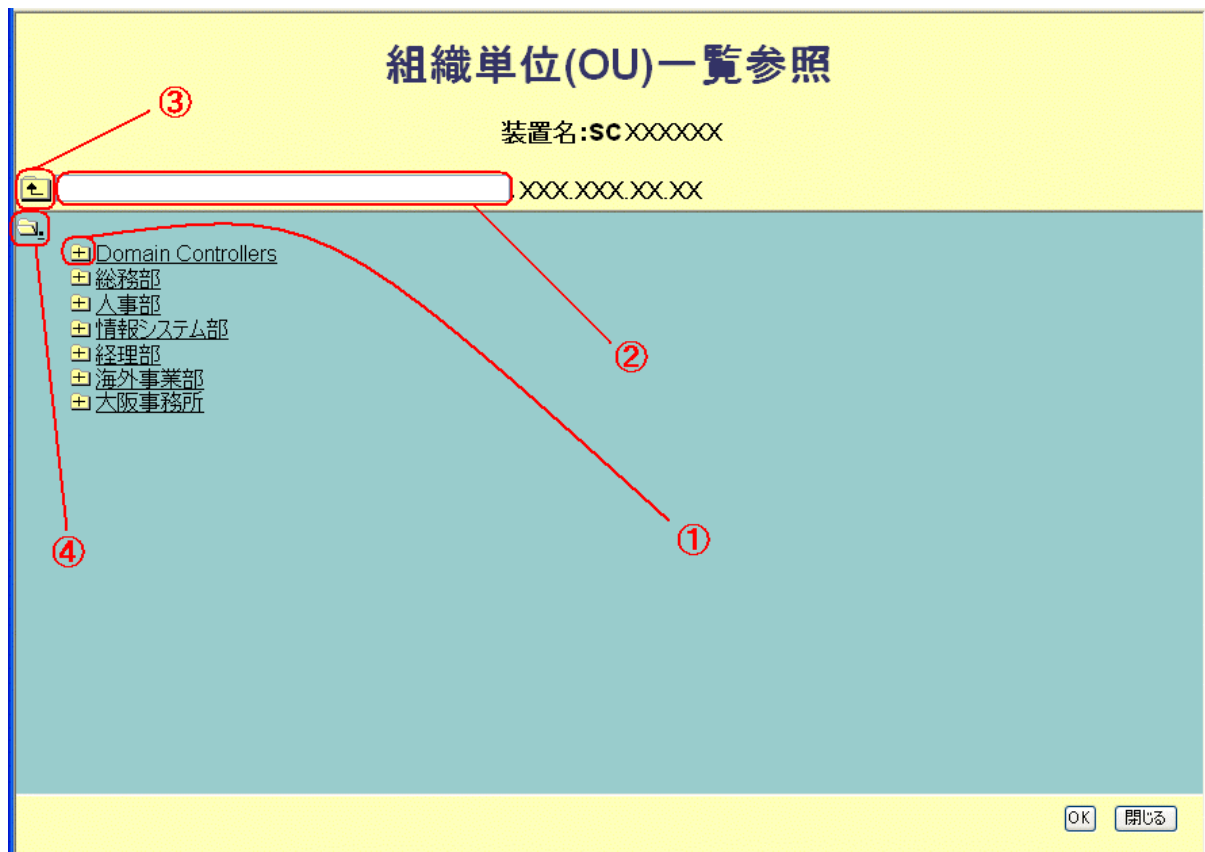 組織単位(OU)一覧参照
③
装置名:SCXXXXXX
.XXX.XXX.XX.XX
Domain Controllers
総務部
人事部
情報システム部
②
経理部
海外事業部
大阪事務所
①
④
OK 閉じる